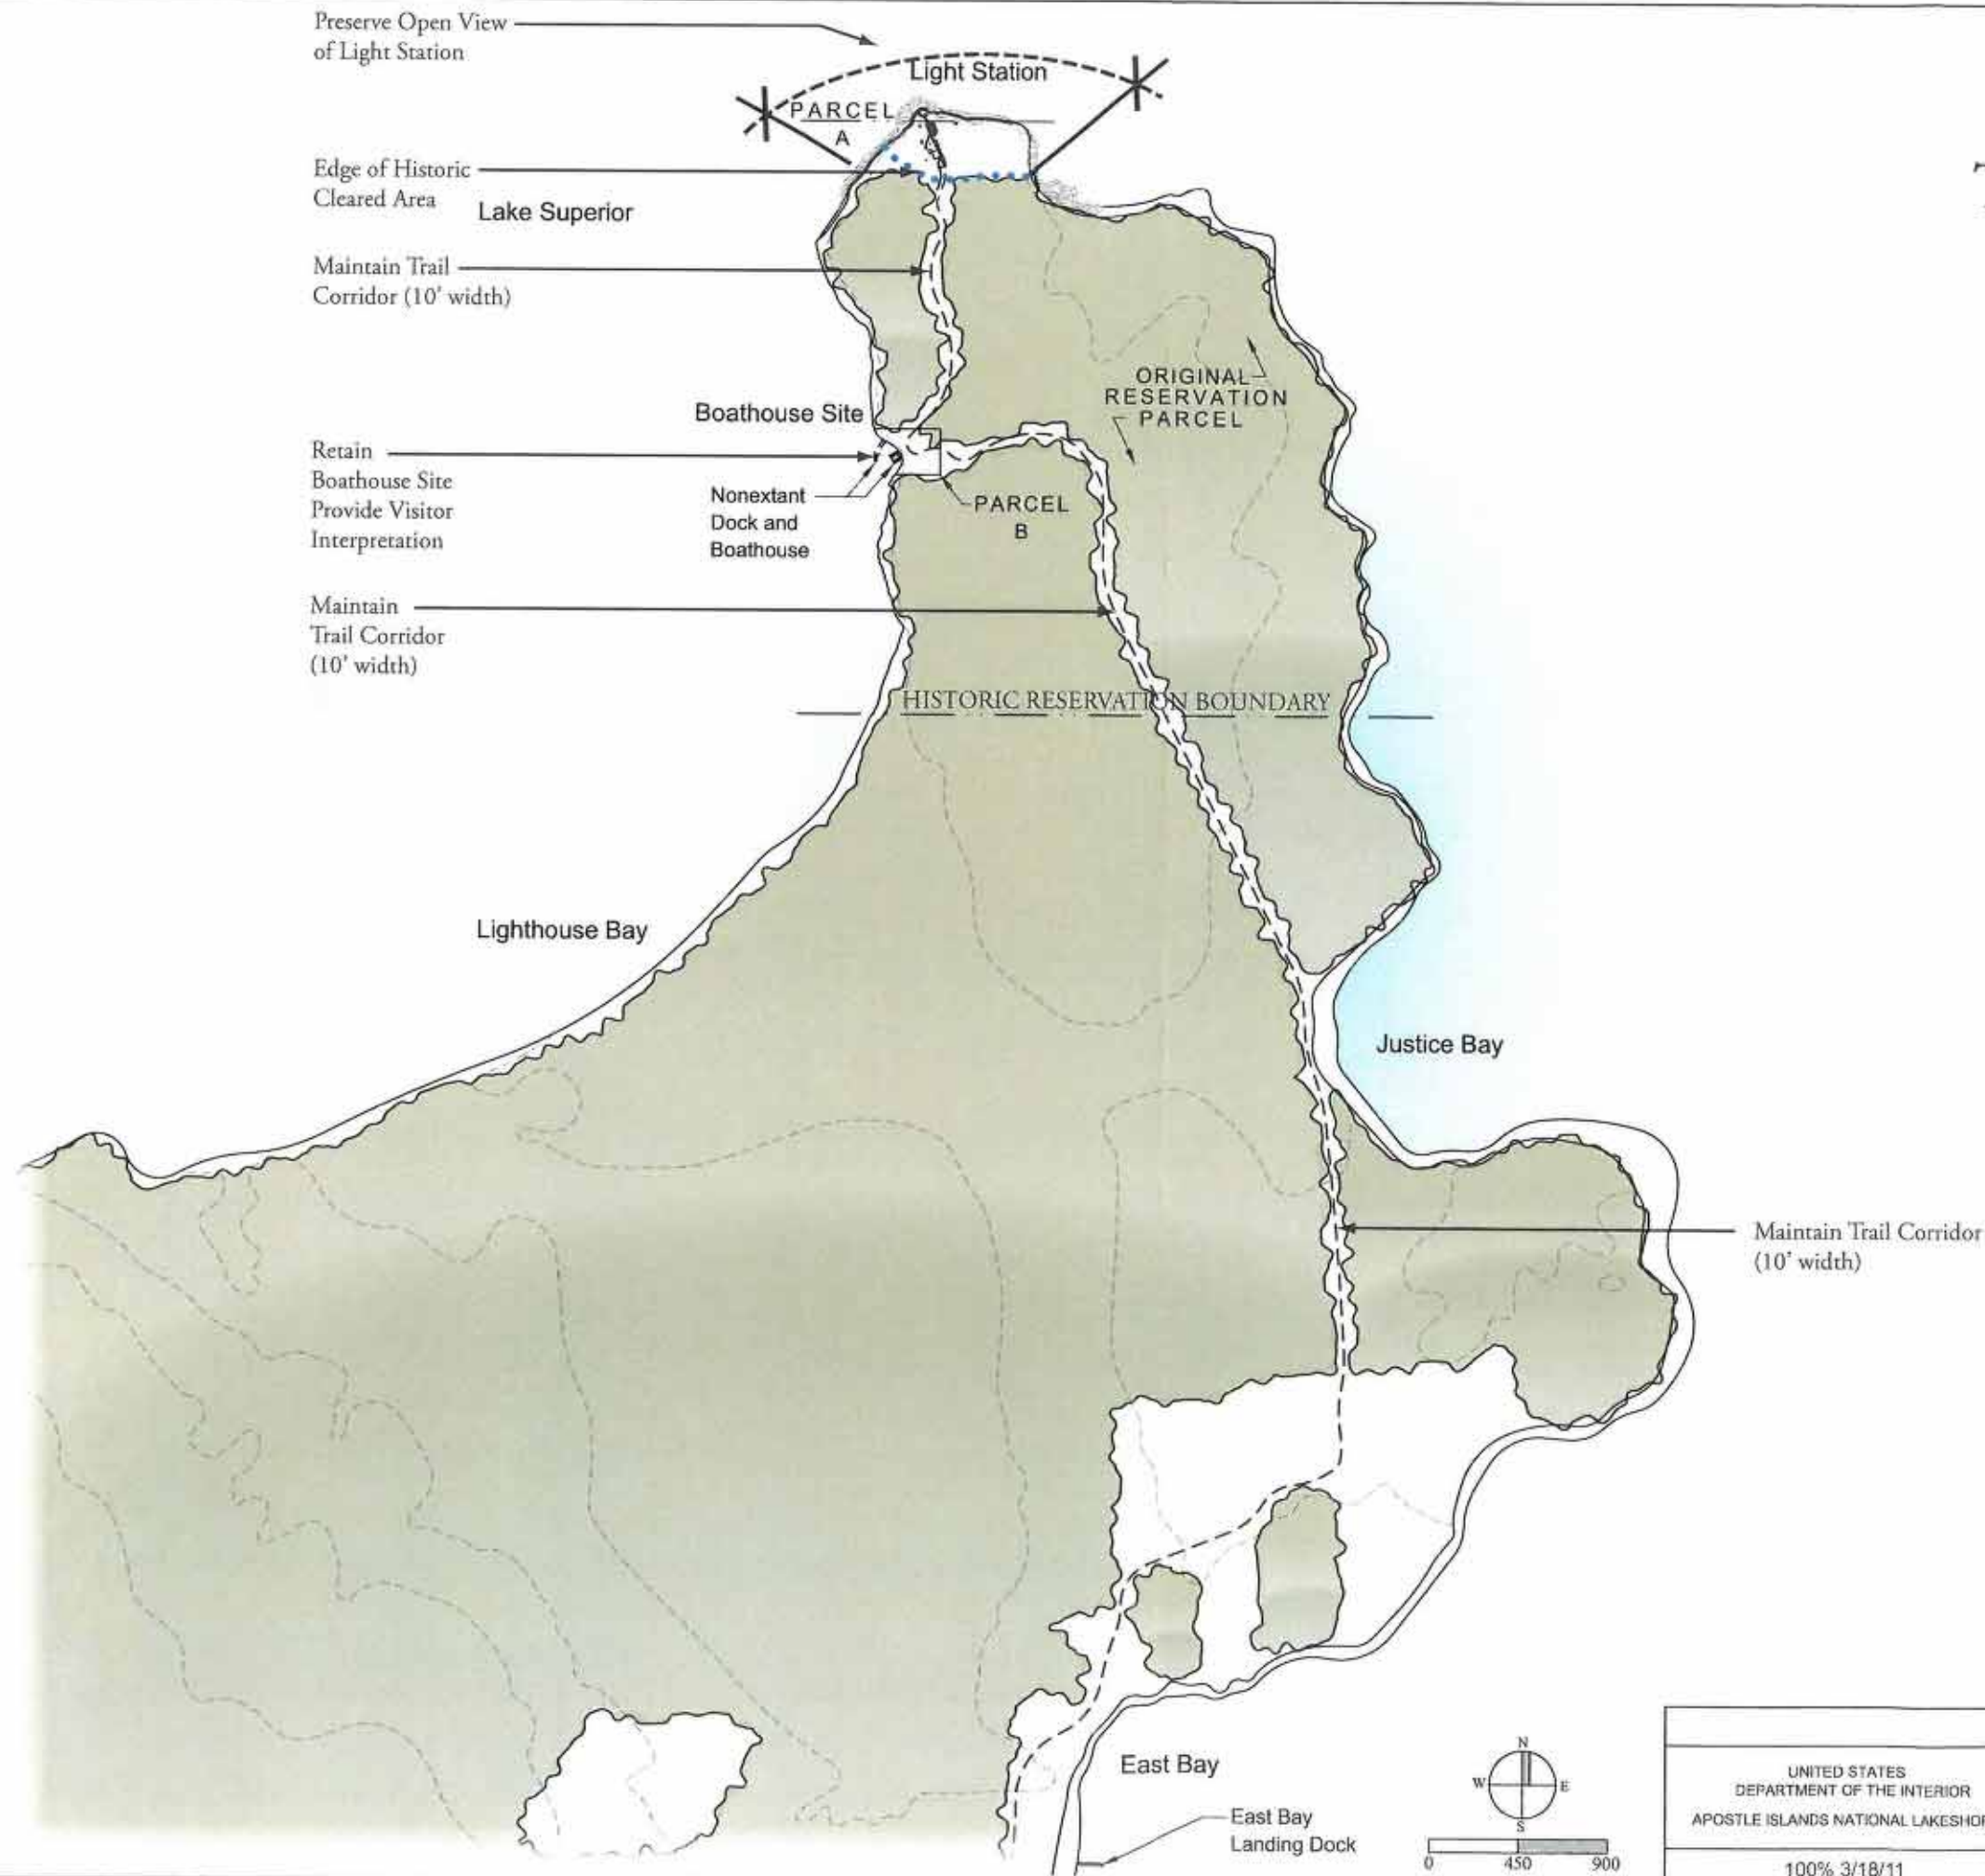 Preserve Open View
of Light Station
Light Station
PARCEL
A
Edge of Historic
Cleared Area
Lake Superior
Maintain Trail
Corridor (10' width)
ORIGINAL
RESERVATION
PARCEL
Boathouse Site
Retain
Boathouse Site
Provide Visitor
Interpretation
Nonextant
Dock and
Boathouse
PARCEL
B
Maintain
Trail Corridor
(10' width)
HISTORIC RESERVATION BOUNDARY
Lighthouse Bay
Justice Bay
Maintain Trail Corridor
(10' width)
East Bay
East Bay
Landing Dock
N
W E
S
0 450 900
UNITED STATES
DEPARTMENT OF THE INTERIOR
APOSTLE ISLANDS NATIONAL
100% 3/18/11